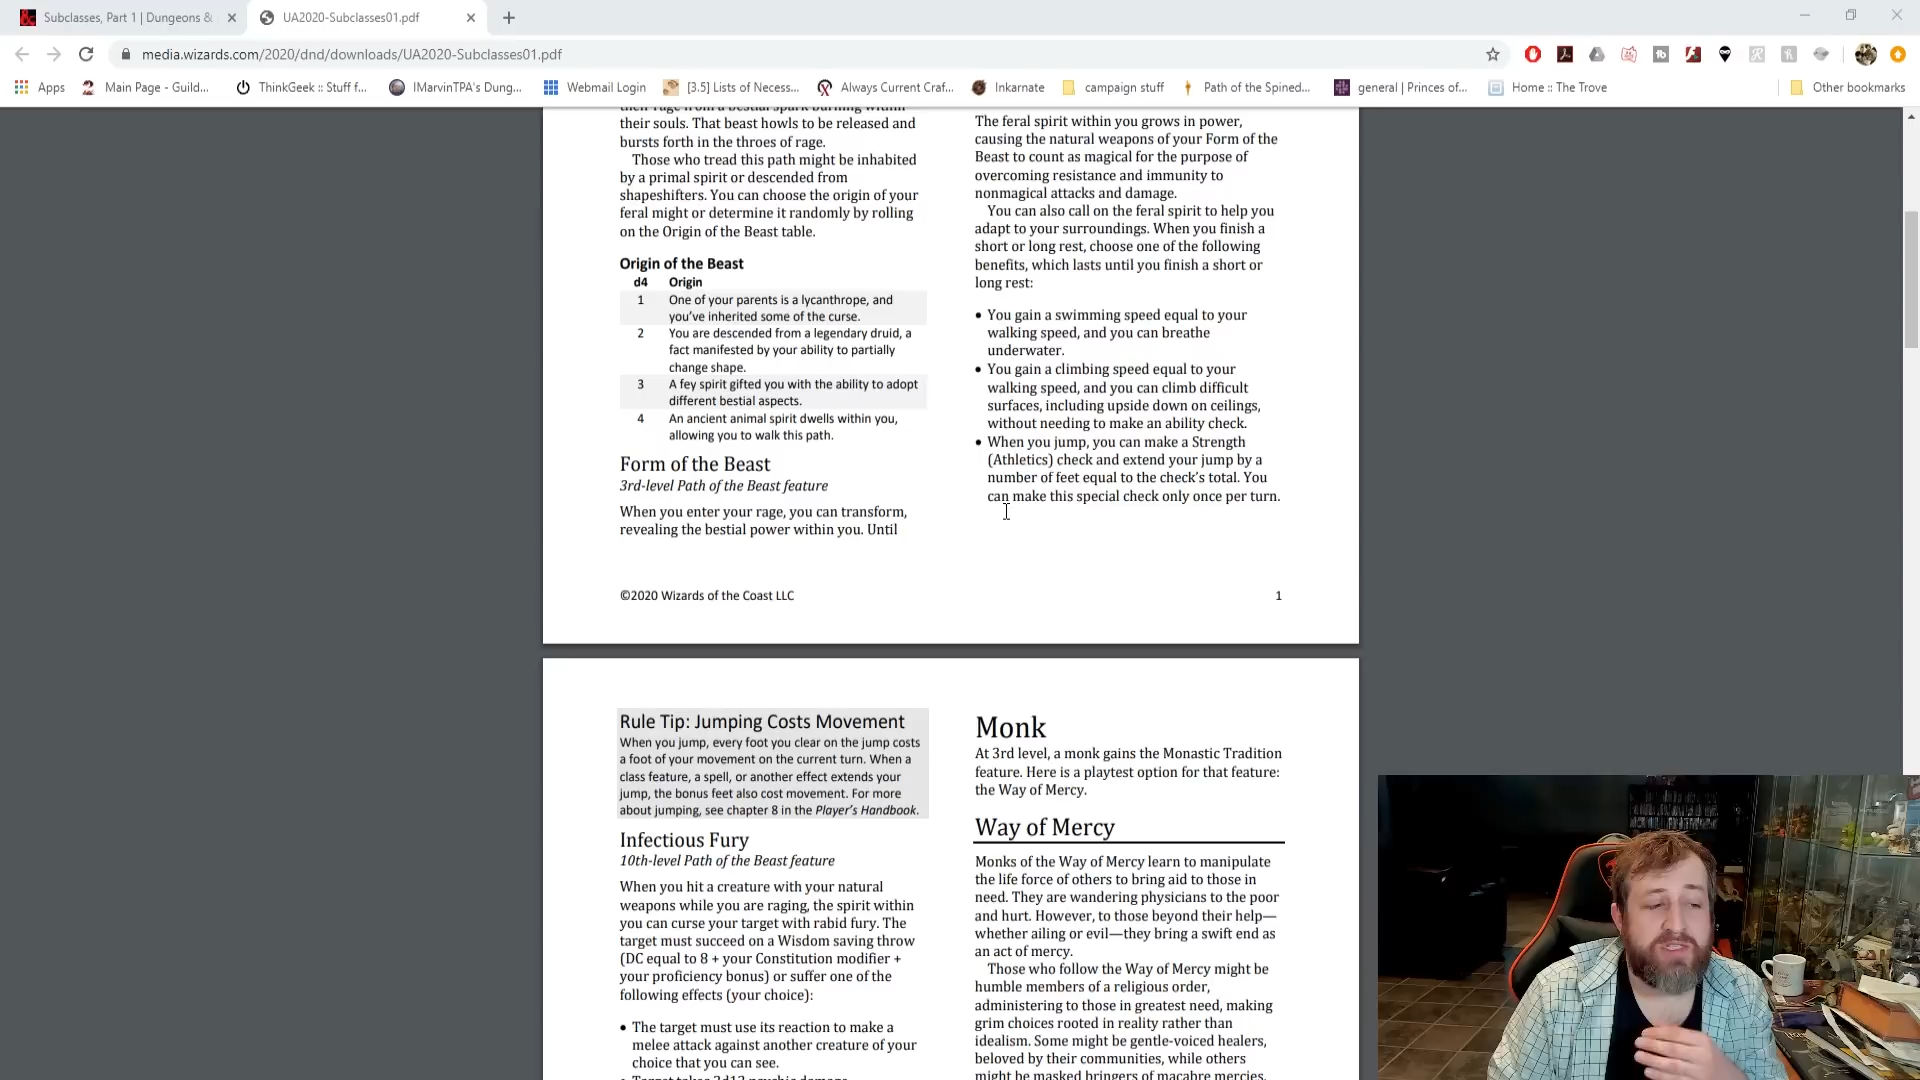 Subclasses, Part 1 | Dungeons &
UA2020-Subclasses01.pdf
media.wizards.com/2020/dnd/downloads/UA2020-Subclasses01.pdf
Apps
Main Page - Guild...
ThinkGeek :: Stuff f...
IMarvinTPA's Dung...
Webmail Login
[3.5] Lists of Necess...
Always Current Craf...
Inkarnate
campaign stuff
Path of the Spined...
general | Princes of...
Home :: The Trove
Other bookmarks
their rage from a bestial spark burning within
their souls. That beast howls to be released and
bursts forth in the throes of rage.
Those who tread this path might be inhabited
by a primal spirit or descended from
shapeshifters. You can choose the origin of your
feral might or determine it randomly by rolling
on the Origin of the Beast table.
Origin of the Beast
d4 Origin
1 One of your parents is a lycanthrope, and
you've inherited some of the curse.
2 You are descended from a legendary druid, a
fact manifested by your ability to partially
change shape.
3 A fey spirit gifted you with the ability to adopt
different bestial aspects.
4 An ancient animal spirit dwells within you,
allowing you to walk this path.
Form of the Beast
3rd-level Path of the Beast feature
When you enter your rage, you can transform,
revealing the bestial power within you. Until
The feral spirit within you grows in power,
causing the natural weapons of your Form of the
Beast to count as magical for the purpose of
overcoming resistance and immunity to
nonmagical attacks and damage.
You can also call on the feral spirit to help you
adapt to your surroundings. When you finish a
short or long rest, choose one of the following
benefits, which lasts until you finish a short or
long rest:
• You gain a swimming speed equal to your
walking speed, and you can breathe
underwater.
• You gain a climbing speed equal to your
walking speed, and you can climb difficult
surfaces, including upside down on ceilings,
without needing to make an ability check.
• When you jump, you can make a Strength
(Athletics) check and extend your jump by a
number of feet equal to the check's total. You
can make this special check only once per turn.
©2020 Wizards of the Coast LLC
1
Rule Tip: Jumping Costs Movement
When you jump, every foot you clear on the jump costs
a foot of your movement on the current turn. When a
class feature, a spell, or another effect extends your
jump, the bonus feet also cost movement. For more
about jumping, see chapter 8 in the Player's Handbook.
Infectious Fury
10th-level Path of the Beast feature
When you hit a creature with your natural
weapons while you are raging, the spirit within
you can curse your target with rabid fury. The
target must succeed on a Wisdom saving throw
(DC equal to 8 + your Constitution modifier +
your proficiency bonus) or suffer one of the
following effects (your choice):
• The target must use its reaction to make a
melee attack against another creature of your
choice that you can see.
• Target takes 2d12 psychic damage.
Monk
At 3rd level, a monk gains the Monastic Tradition
feature. Here is a playtest option for that feature:
the Way of Mercy.
Way of Mercy
Monks of the Way of Mercy learn to manipulate
the life force of others to bring aid to those in
need. They are wandering physicians to the poor
and hurt. However, to those beyond their help—
whether ailing or evil—they bring a swift end as
an act of mercy.
Those who follow the Way of Mercy might be
humble members of a religious order,
administering to those in greatest need, making
grim choices rooted in reality rather than
idealism. Some might be gentle-voiced healers,
beloved by their communities, while others
might be masked bringers of macabre mercies.